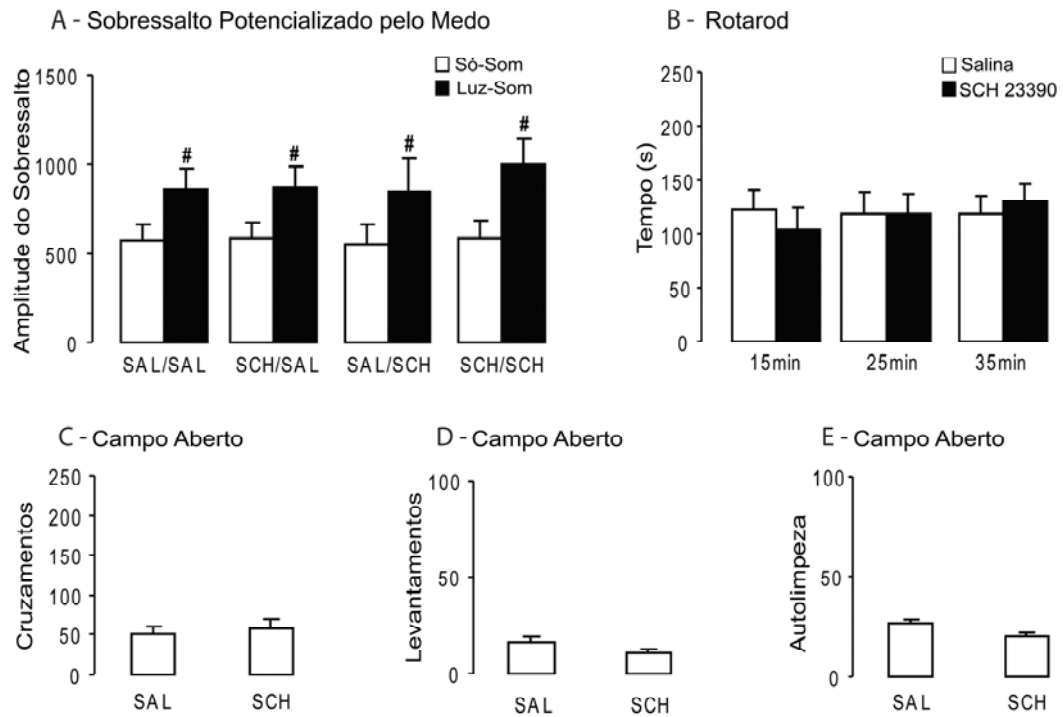 A - Sobressalto Potencializado pelo Medo
Só-Som
Luz-Som
Amplitude do Sobressalto
1500
1000
500
0
#
#
#
#
SAL/SAL
SCH/SAL
SAL/SCH
SCH/SCH
B - Rotarod
Salina
SCH 23390
Tempo (s)
250
200
150
100
50
0
15min
25min
35min
C - Campo Aberto
Cruzamentos
250
200
150
100
50
0
SAL
SCH
D - Campo Aberto
Levantamentos
100
50
0
SAL
SCH
E - Campo Aberto
Autolimpeza
100
50
0
SAL
SCH